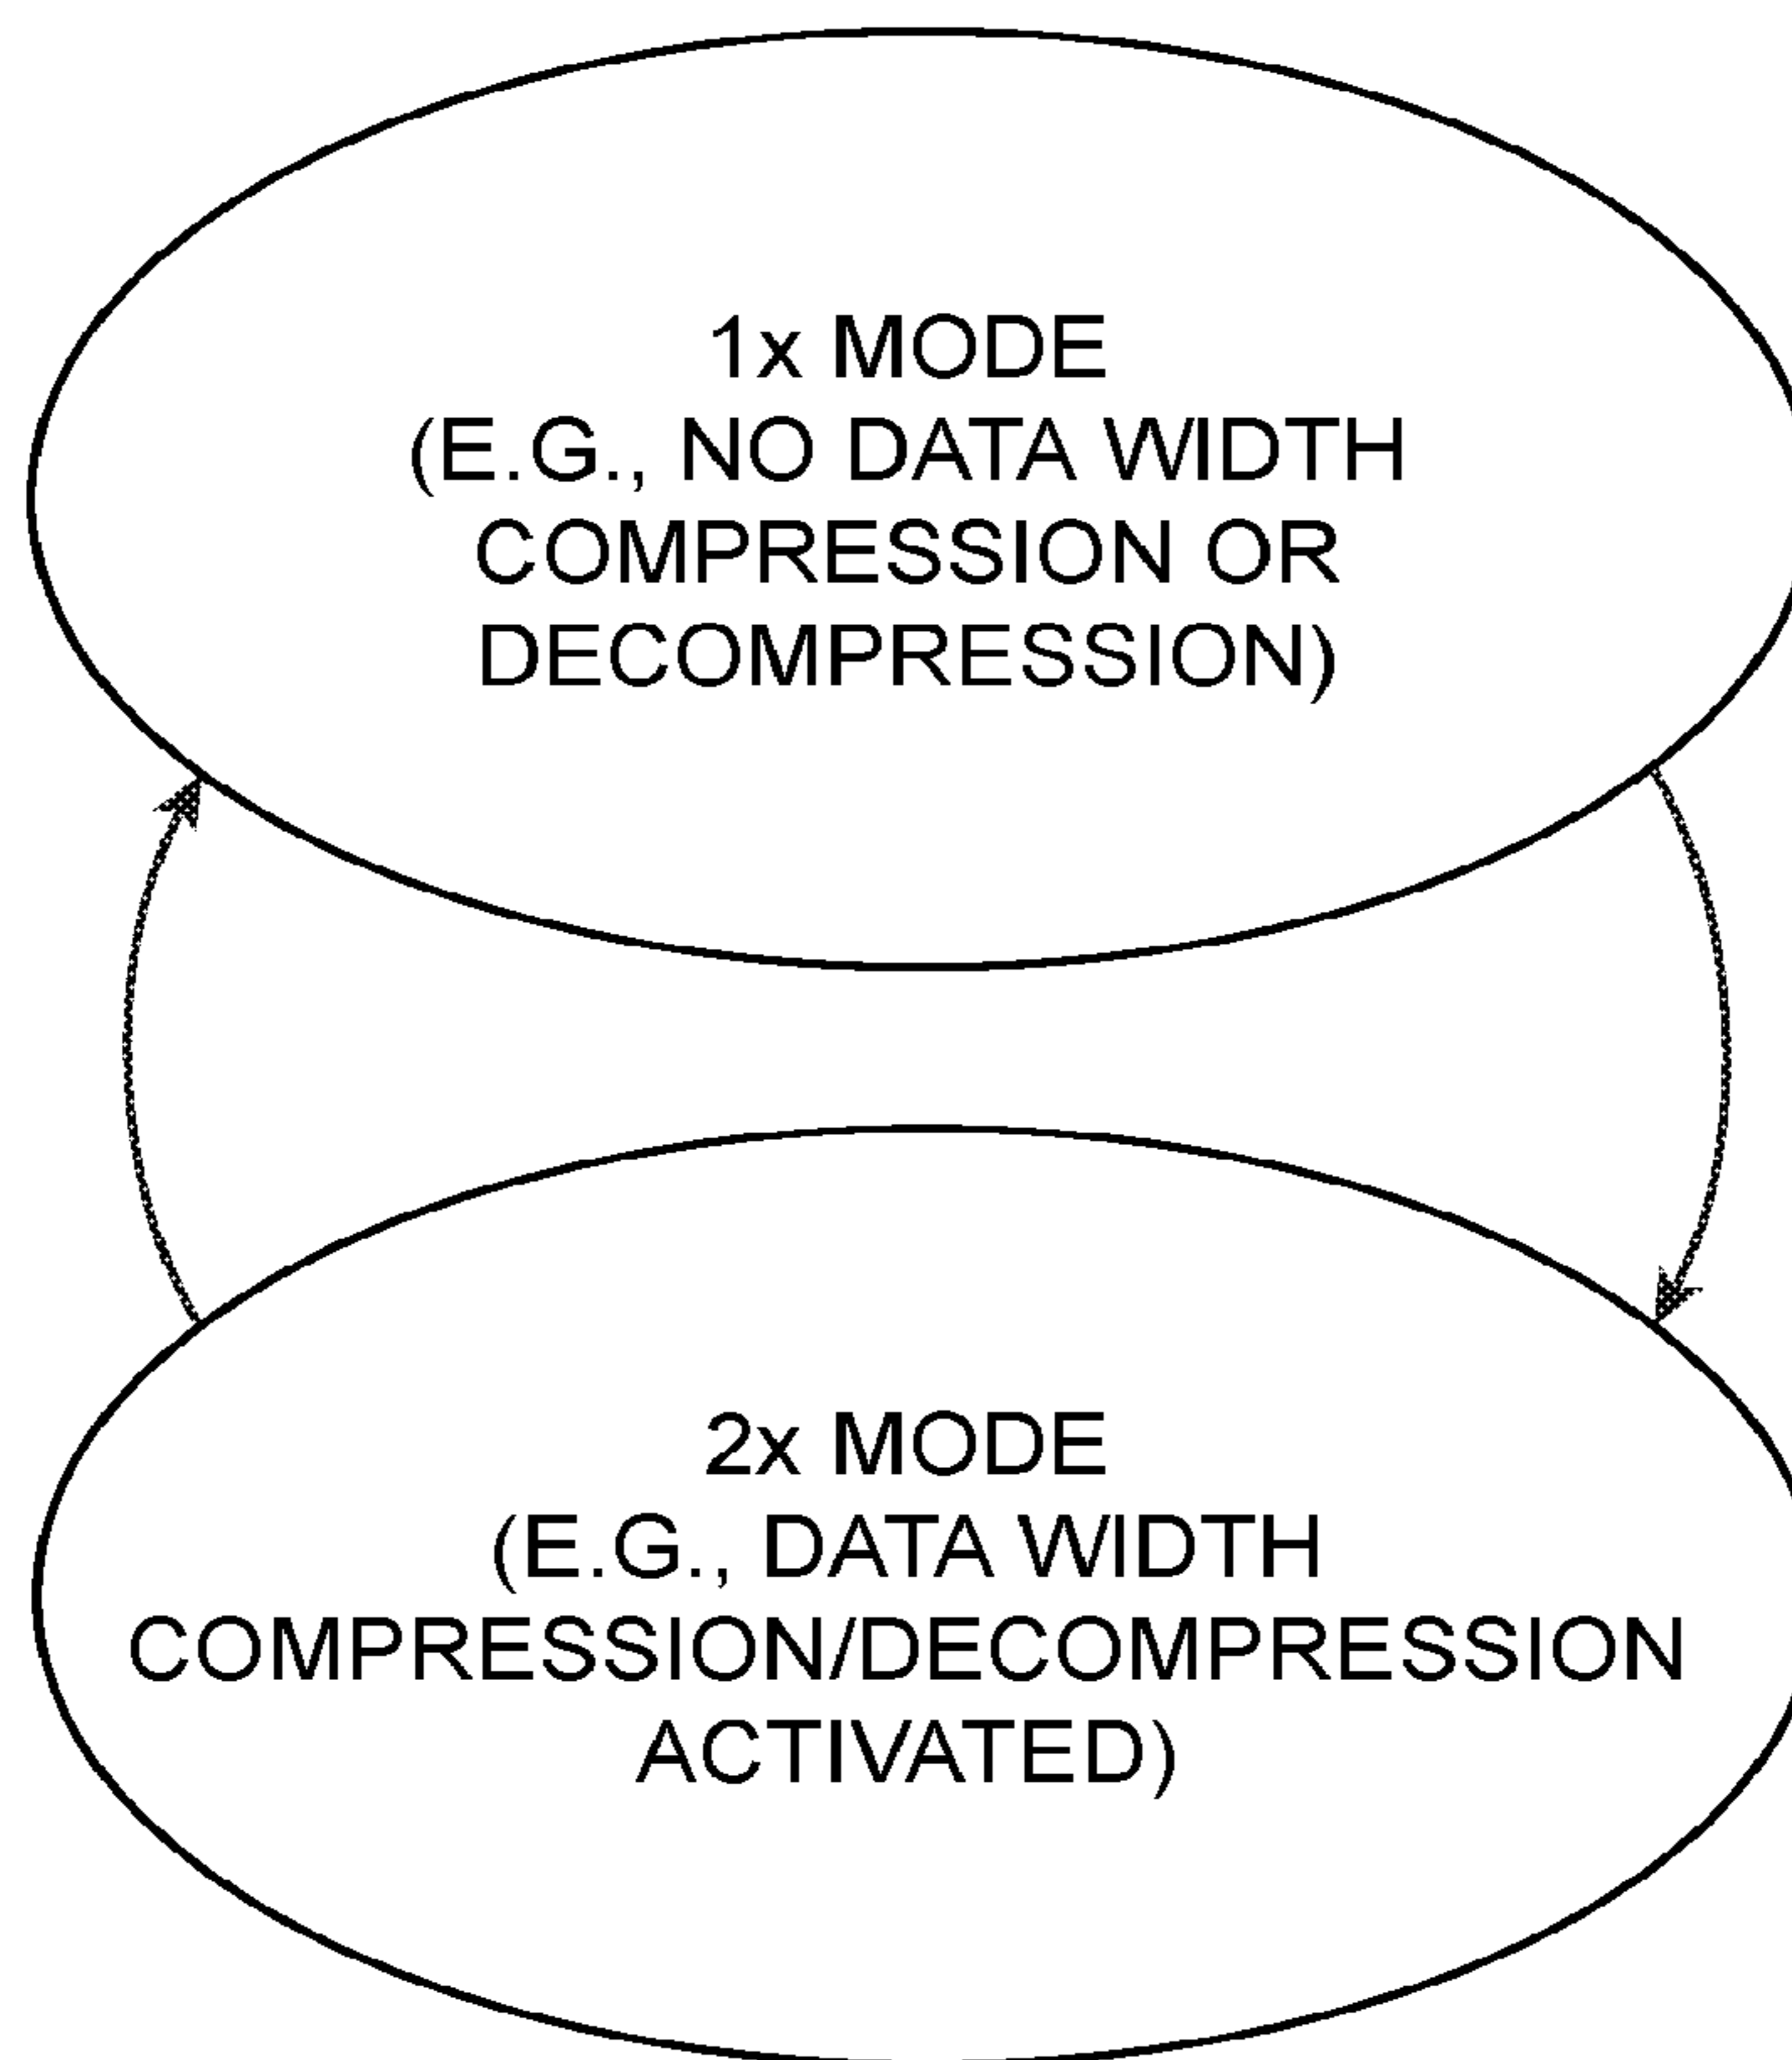 1x MODE
(E.G., NO DATA WIDTH
COMPRESSION OR
DECOMPRESSION)
2x MODE
(E.G., DATA WIDTH
COMPRESSION/DECOMPRESSION
ACTIVATED)